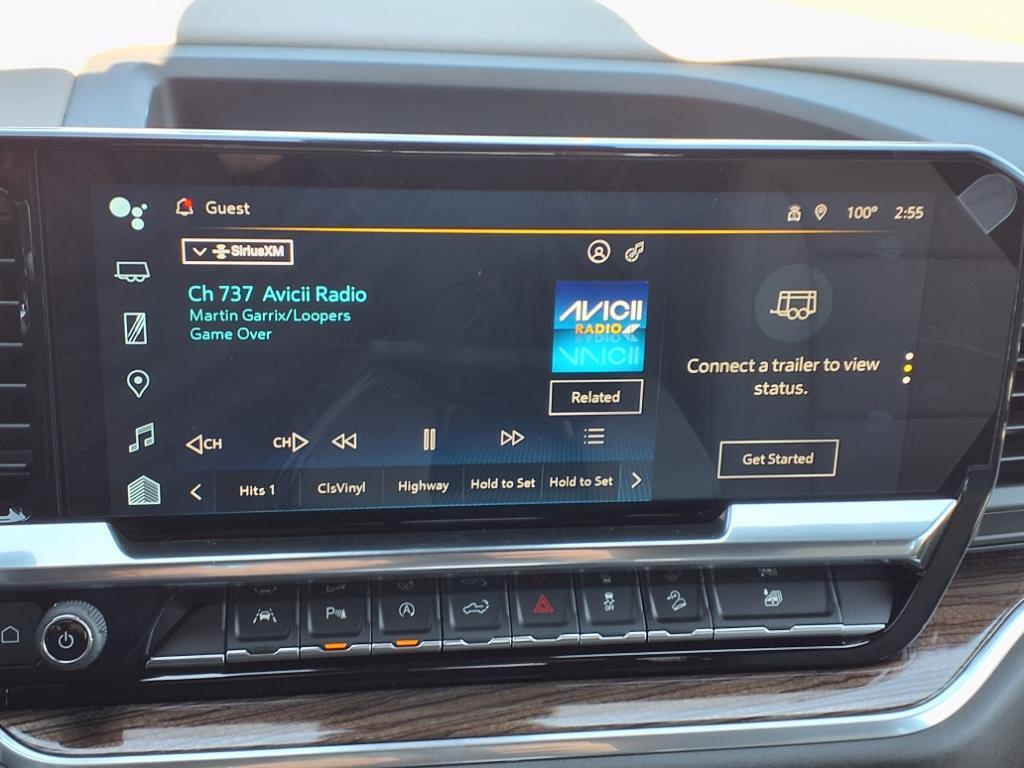 Guest
100° 2:55
SiriusXM
Ch 737 Avicii Radio
Martin Garrix/Loopers
Game Over
AVICII
RADIO
Related
Connect a trailer to view
status.
CH
CH
Get Started
Hits 1
ClsVinyl
Highway
Hold to Set
Hold to Set
P
A
OFF